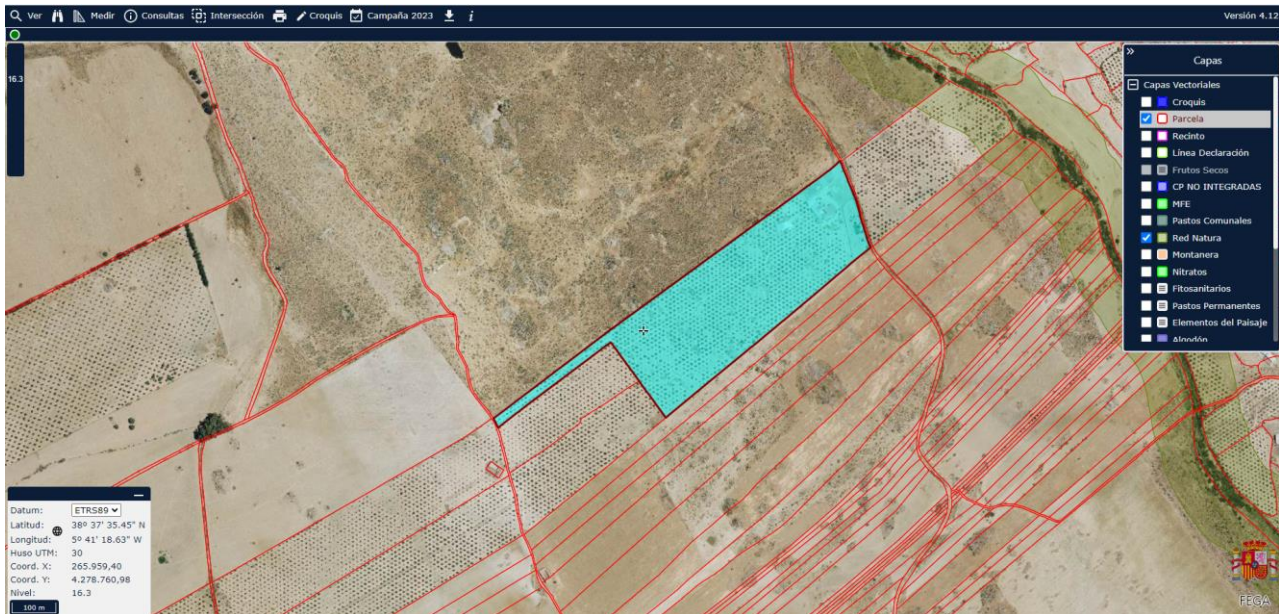 Ver Medir Consultas Intersección Croquis Campaña 2023 i Versión 4.12
16.3
Capas
Capas Vectoriales
Croquis
Parcela
Recinto
Línea Declaración
Frutos Secos
CP NO INTEGRADAS
MFE
Pastos Comunales
Red Natura
Montanera
Nitratos
Fitosanitarios
Pastos Permanentes
Elementos del Paisaje
Algodón
Datum: ETRS89
Latitud: 38º 37' 35.45" N
Longitud: 5º 41' 18.63" W
Huso UTM: 30
Coord. X: 265.959,40
Coord. Y: 4.278.760,98
Nivel: 16.3
100 m
FEGA